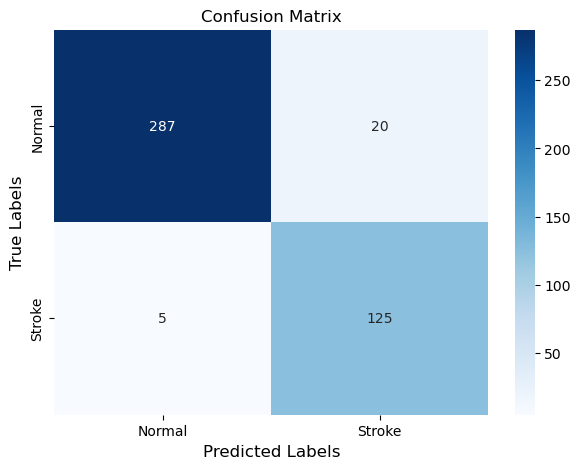 Confusion Matrix
True Labels
Normal
Stroke
287
20
5
125
Normal
Stroke
Predicted Labels
250
200
150
100
50